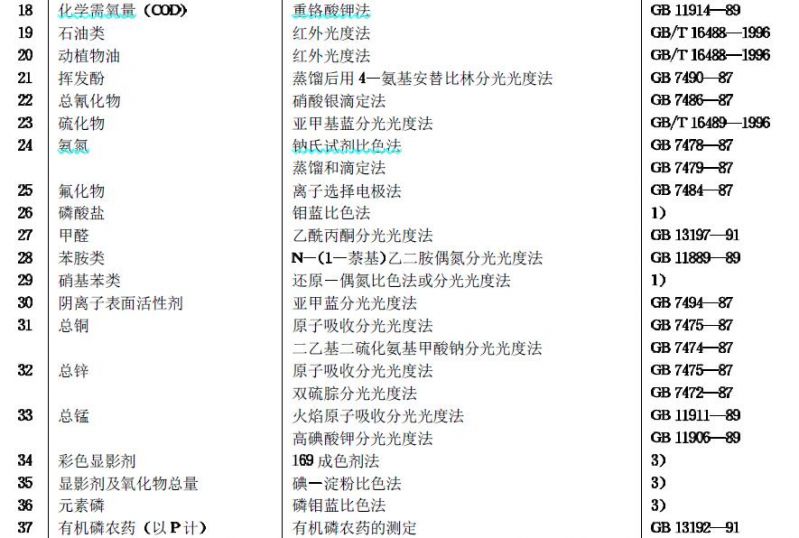 18 化学需氧量（COD） 重铬酸钾法 GB 11914—89
19 石油类 红外光度法 GB/T 16488—1996
20 动植物油 红外光度法 GB/T 16488—1996
21 挥发酚 蒸馏后用 4—氨基安替比林分光光度法 GB 7490—87
22 总氰化物 硝酸银滴定法 GB 7486—87
23 硫化物 亚甲基蓝分光光度法 GB/T 16489—1996
24 氨氮 钠氏试剂比色法 GB 7478—87
蒸馏和滴定法 GB 7479—87
25 氟化物 离子选择电极法 GB 7484—87
26 磷酸盐 钼蓝比色法 1）
27 甲醛 乙酰丙酮分光光度法 GB 13197—91
28 苯胺类 N—(1—萘基)乙二胺偶氮分光光度法 GB 11889—89
29 硝基苯类 还原—偶氮比色法或分光光度法 1）
30 阴离子表面活性剂 亚甲蓝分光光度法 GB 7494—87
31 总铜 原子吸收分光光度法 GB 7475—87
二乙基二硫化氨基甲酸钠分光光度法 GB 7474—87
32 总锌 原子吸收分光光度法 GB 7475—87
双硫腙分光光度法 GB 7472—87
33 总锰 火焰原子吸收分光光度法 GB 11911—89
高碘酸钾分光光度法 GB 11906—89
34 彩色显影剂 169 成色剂法 3）
35 显影剂及氧化物总量 碘—淀粉比色法 3）
36 元素磷 磷钼蓝比色法 3）
37 有机磷农药（以 P 计） 有机磷农药的测定 GB 13192—91